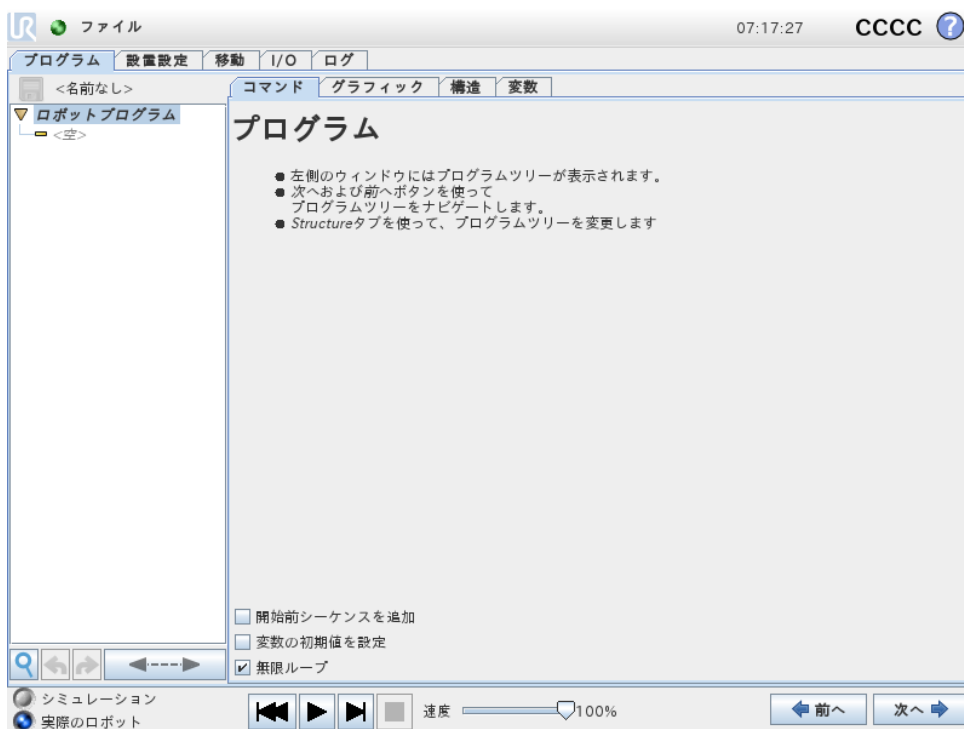 UR ファイル 07:17:27 CCCC ?
プログラム 設置設定 移動 I/O ログ
<名前なし>
コマンド グラフィック 構造 変数
ロボットプログラム
<空>
プログラム
● 左側のウィンドウにはプログラムツリーが表示されます。
● 次へおよび前へボタンを使って
プログラムツリーをナビゲートします。
● Structureタブを使って、プログラムツリーを変更します
開始前シーケンスを追加
変数の初期値を設定
無限ループ
シミュレーション
実際のロボット
速度 100%
前へ 次へ